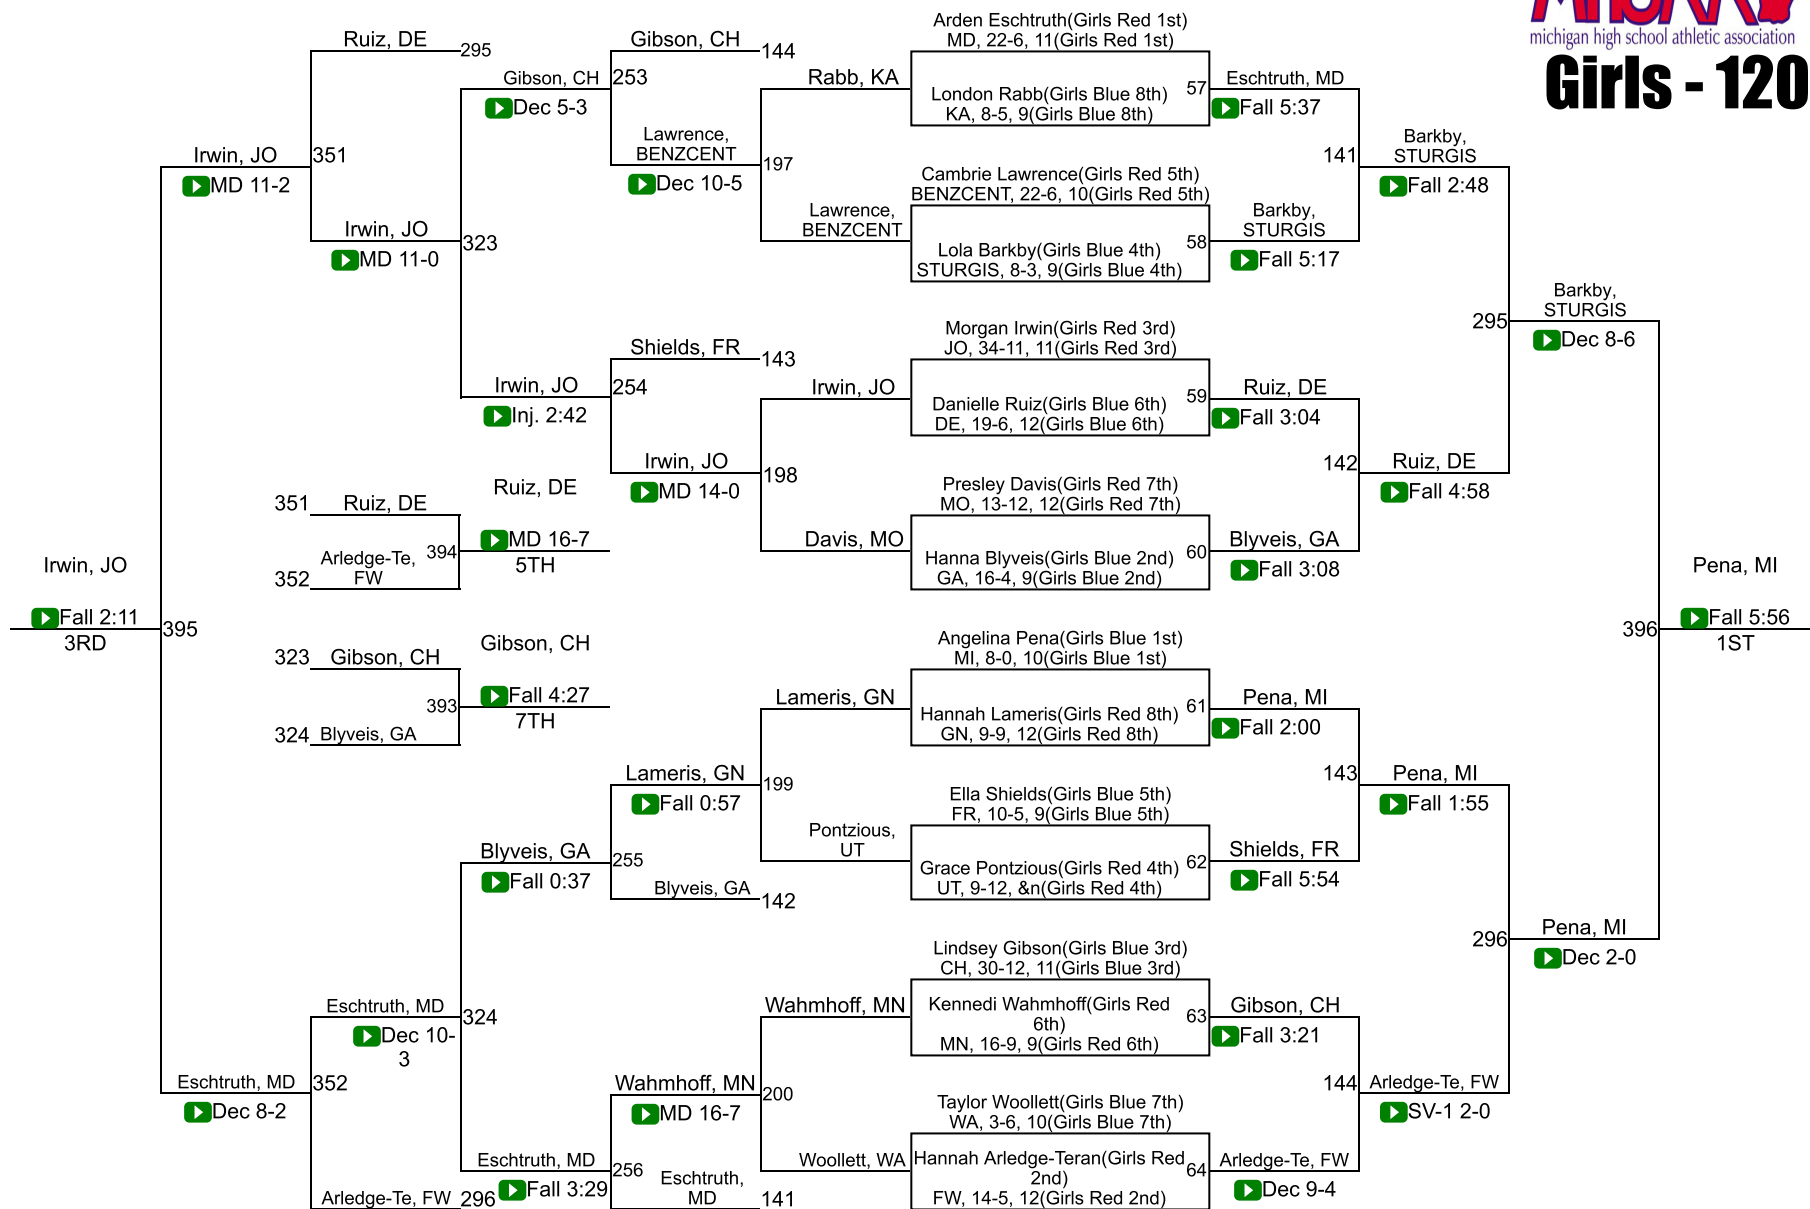 MHSAA
michigan high school athletic association
Girls - 120
Arden Eschtruth(Girls Red 1st)
MD, 22-6, 11(Girls Red 1st)
London Rabb(Girls Blue 8th)
KA, 8-5, 9(Girls Blue 8th)
57
Cambrie Lawrence(Girls Red 5th)
BENZCENT, 22-6, 10(Girls Red 5th)
Lola Barkby(Girls Blue 4th)
STURGIS, 8-3, 9(Girls Blue 4th)
58
Morgan Irwin(Girls Red 3rd)
JO, 34-11, 11(Girls Red 3rd)
Danielle Ruiz(Girls Blue 6th)
DE, 19-6, 12(Girls Blue 6th)
59
Presley Davis(Girls Red 7th)
MO, 13-12, 12(Girls Red 7th)
Hanna Blyveis(Girls Blue 2nd)
GA, 16-4, 9(Girls Blue 2nd)
60
Angelina Pena(Girls Blue 1st)
MI, 8-0, 10(Girls Blue 1st)
Hannah Lameris(Girls Red 8th)
GN, 9-9, 12(Girls Red 8th)
61
Ella Shields(Girls Blue 5th)
FR, 10-5, 9(Girls Blue 5th)
Grace Pontzious(Girls Red 4th)
UT, 9-12, &n(Girls Red 4th)
62
Lindsey Gibson(Girls Blue 3rd)
CH, 30-12, 11(Girls Blue 3rd)
Kennedi Wahmhoff(Girls Red
6th)
MN, 16-9, 9(Girls Red 6th)
63
Taylor Woollett(Girls Blue 7th)
WA, 3-6, 10(Girls Blue 7th)
Hannah Arledge-Teran(Girls Red
2nd)
FW, 14-5, 12(Girls Red 2nd)
64
Eschtruth, MD
Fall 5:37
141
Barkby,
STURGIS
Fall 5:17
Ruiz, DE
Fall 3:04
142
Blyveis, GA
Fall 3:08
Pena, MI
Fall 2:00
143
Shields, FR
Fall 5:54
Gibson, CH
Fall 3:21
144
Arledge-Te, FW
Dec 9-4
Barkby,
STURGIS
Fall 2:48
295
Ruiz, DE
Fall 4:58
Pena, MI
Fall 1:55
296
Arledge-Te, FW
SV-1 2-0
Barkby,
STURGIS
Dec 8-6
396
Pena, MI
Dec 2-0
Pena, MI
Fall 5:56
1ST
Rabb, KA
197
Lawrence,
BENZCENT
Irwin, JO
198
Davis, MO
Lameris, GN
199
Pontzious,
UT
Wahmhoff, MN
200
Woollett, WA
Gibson, CH
144
253
Lawrence,
BENZCENT
Dec 10-5
Shields, FR
143
254
Irwin, JO
MD 14-0
Lameris, GN
Fall 0:57
255
Blyveis, GA
142
Wahmhoff, MN
MD 16-7
256
Eschtruth,
MD
141
Gibson, CH
Dec 5-3
323
Irwin, JO
Inj. 2:42
Blyveis, GA
Fall 0:37
324
Eschtruth, MD
Fall 3:29
Ruiz, DE
295
351
Irwin, JO
MD 11-0
Eschtruth, MD
Dec 10-
3
352
Arledge-Te, FW
296
Irwin, JO
MD 11-2
395
Eschtruth, MD
Dec 8-2
Irwin, JO
Fall 2:11
3RD
351
Ruiz, DE
352
Arledge-Te,
FW
394
Ruiz, DE
MD 16-7
5TH
323
Gibson, CH
324
Blyveis, GA
393
Gibson, CH
Fall 4:27
7TH